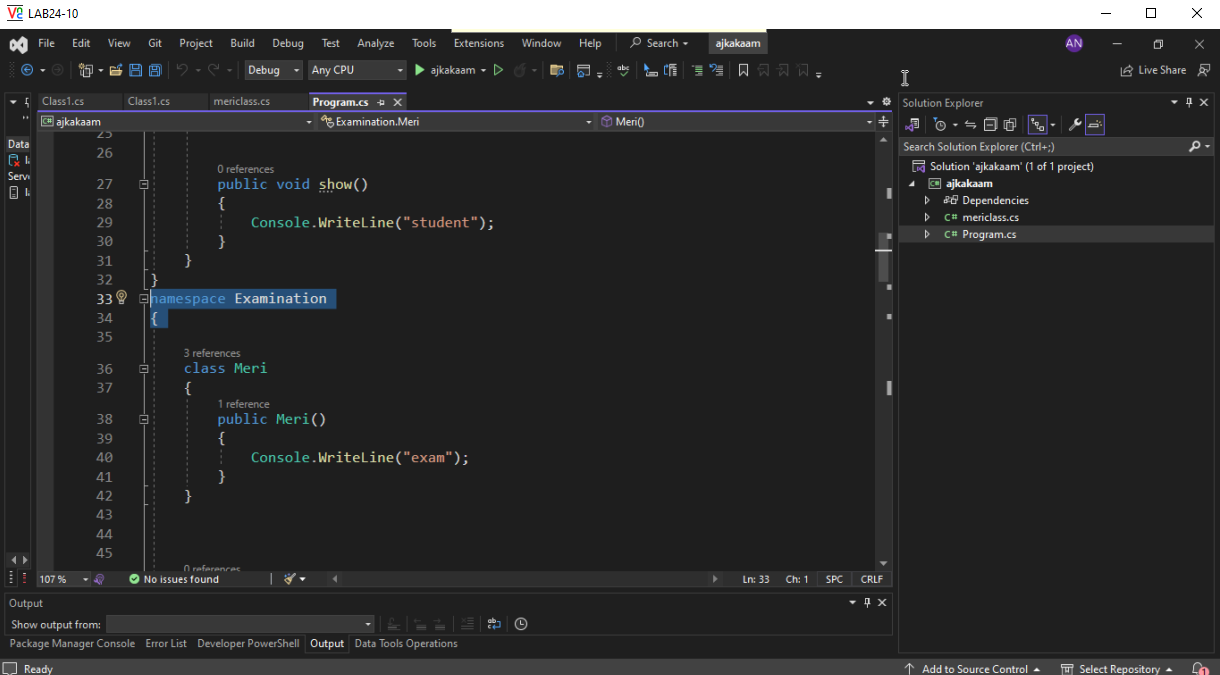 LAB24-10
File Edit View Git Project Build Debug Test Analyze Tools Extensions Window Help Search ajkakaam AN
Debug Any CPU ajkakaam Live Share
Class1.cs Class1.cs mericlass.cs Program.cs
ajkakaam Examination.Meri Meri()
Data
Serv
25
26
0 references
27 public void show()
28 {
29 Console.WriteLine("student");
30 }
31 }
32 }
33 namespace Examination
34 {
35
3 references
36 class Meri
37 {
1 reference
38 public Meri()
39 {
40 Console.WriteLine("exam");
41 }
42 }
43
44
45
0 references
107 % No issues found Ln: 33 Ch: 1 SPC CRLF
Solution Explorer
Search Solution Explorer (Ctrl+;)
Solution 'ajkakaam' (1 of 1 project)
C# ajkakaam
Dependencies
C# mericlass.cs
C# Program.cs
Output
Show output from:
Package Manager Console Error List Developer PowerShell Output Data Tools Operations
Ready Add to Source Control Select Repository 1